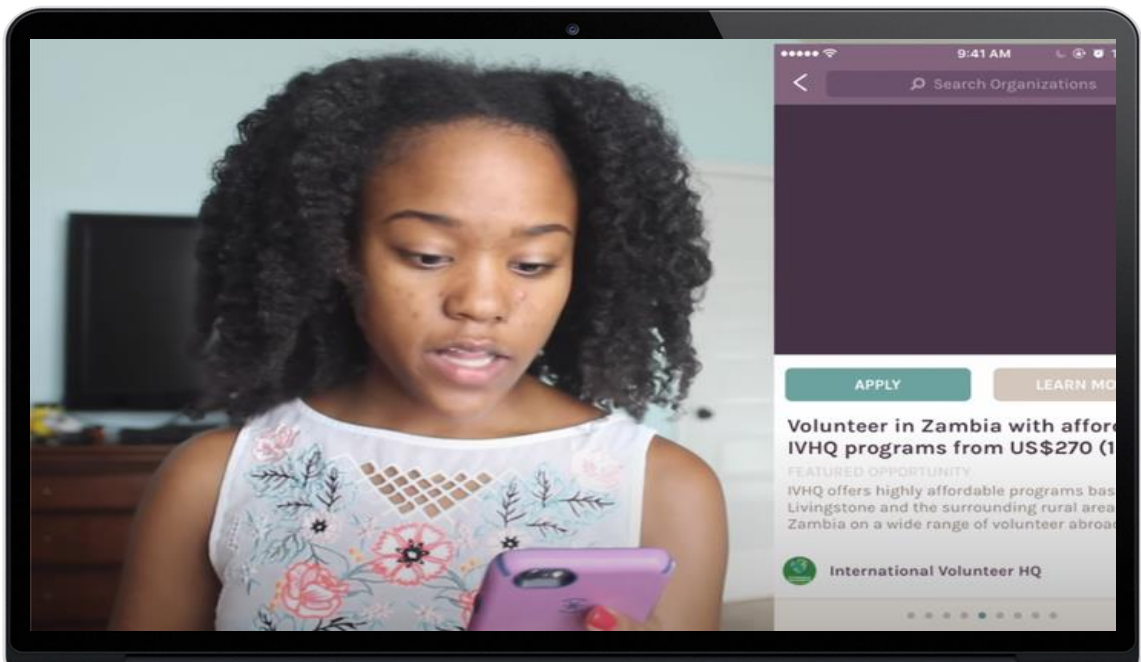 9:41 AM
Search Organizations
APPLY
LEARN MO
Volunteer in Zambia with affor
IVHQ programs from US$270 (1
FEATURED OPPORTUNITY
IVHQ offers highly affordable programs bas
Livingstone and the surrounding rural area
Zambia on a wide range of volunteer abroa
International Volunteer HQ